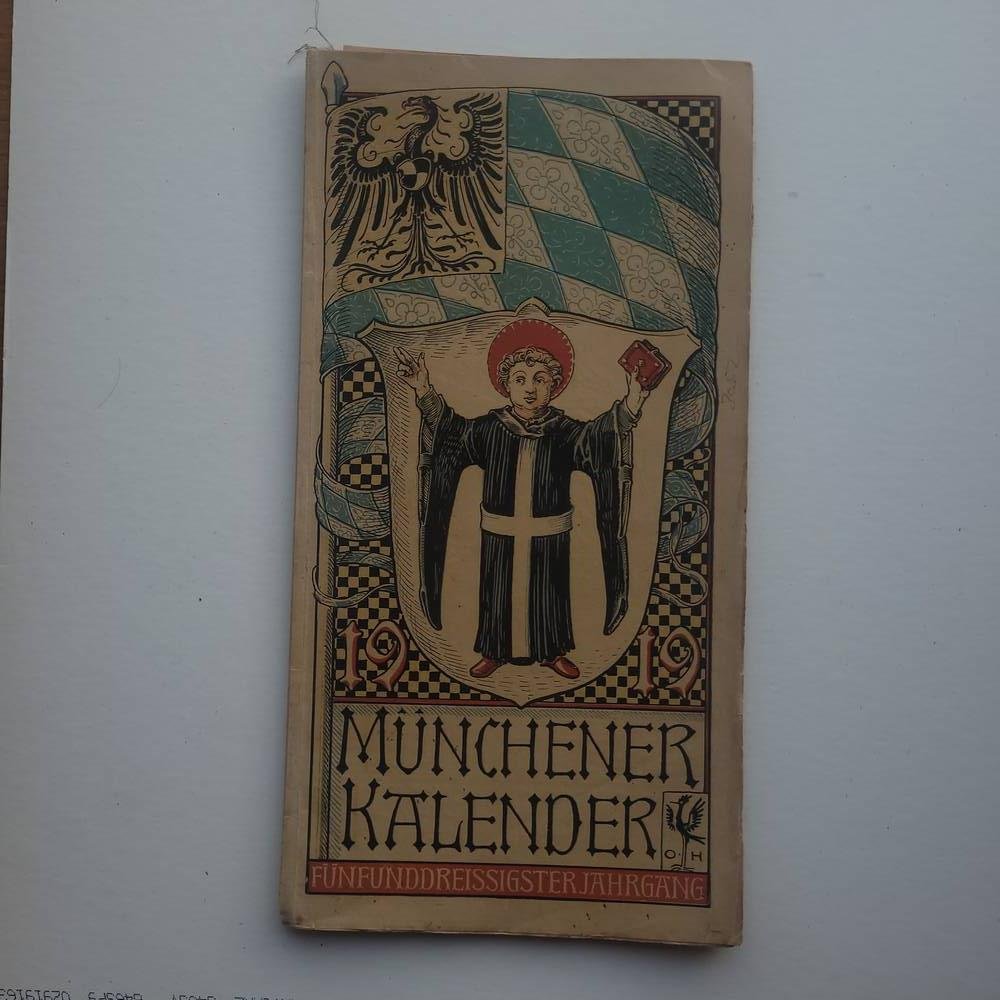 19 19
MÜNCHENER
KALENDER
O. H
FÜNFUNDDREISSIGSTER JAHRGANG